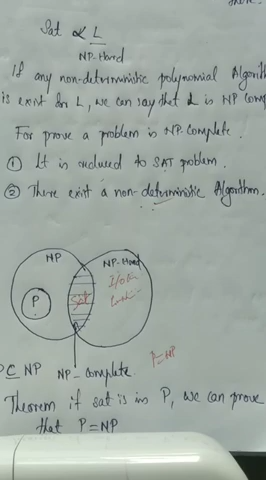 Sat ∝ L
NP-Hard
If any non-deterministic polynomial Algorithm
is exist for L, we can say that L is NP Comp
For prove a problem is NP-Complete.
① It is reduced to SAT problem.
② There exist a non-deterministic Algorithm.
NP
NP-Hard
P
Sat
P=NP
P ⊆ NP NP-Complete.
Theorem if sat is in P, we can prove
that P=NP